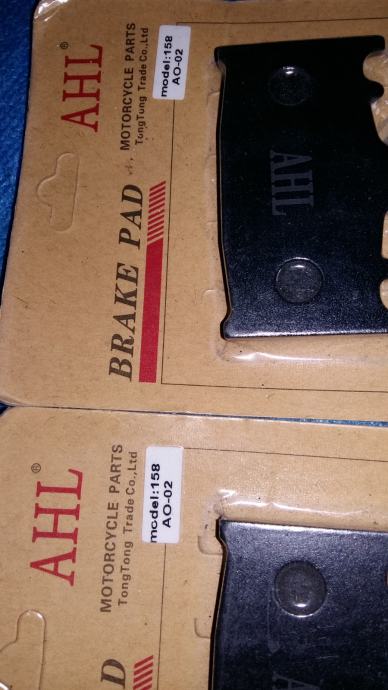 AHL®
MOTORCYCLE PARTS
TongTong Trade Co.,Ltd
model:158
AO-02
BRAKE PAD
AHL
AHL®
MOTORCYCLE PARTS
TongTong Trade Co.,Ltd
model:158
AO-02
D
A